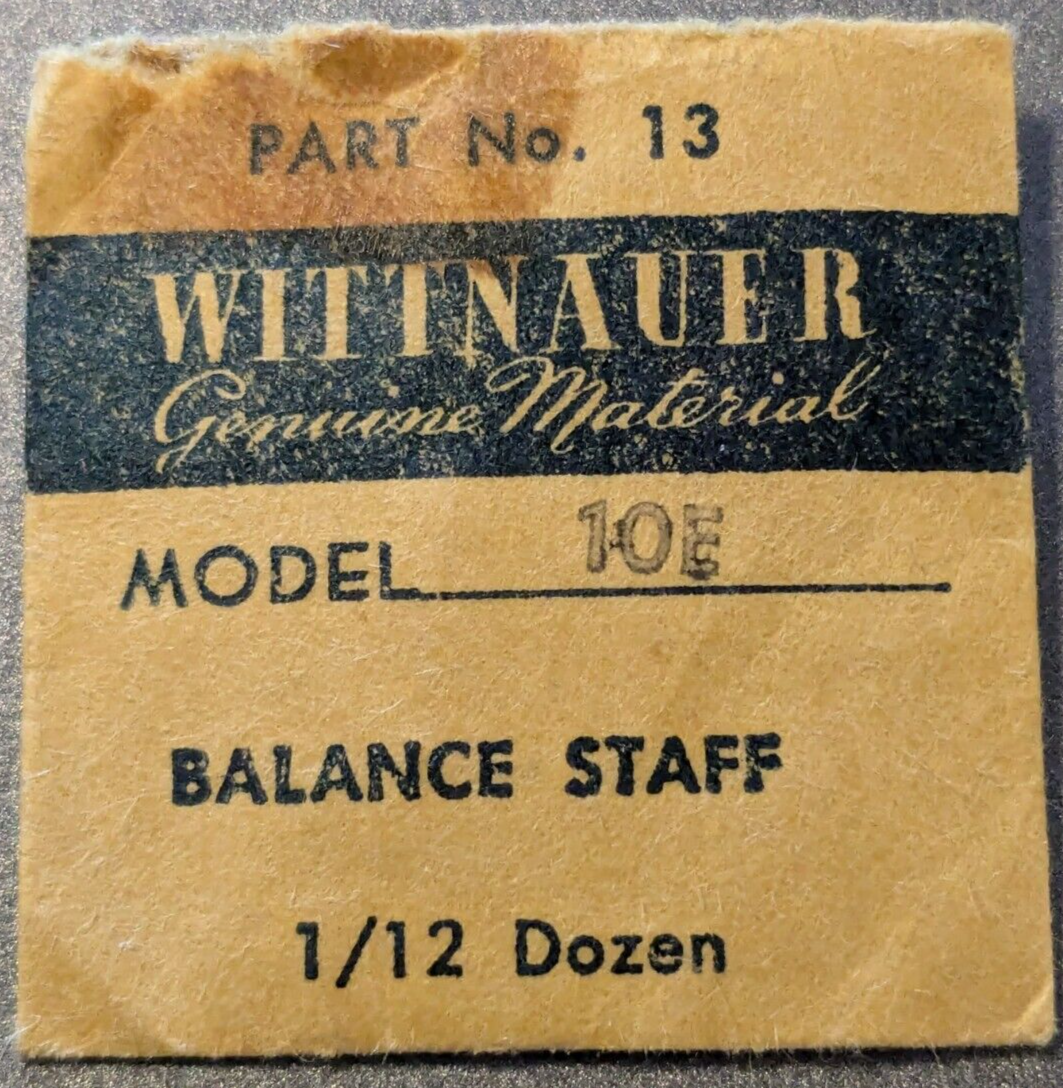 PART No. 13
WITTNAUER
Genuine Material
MODEL 10E
BALANCE STAFF
1/12 Dozen